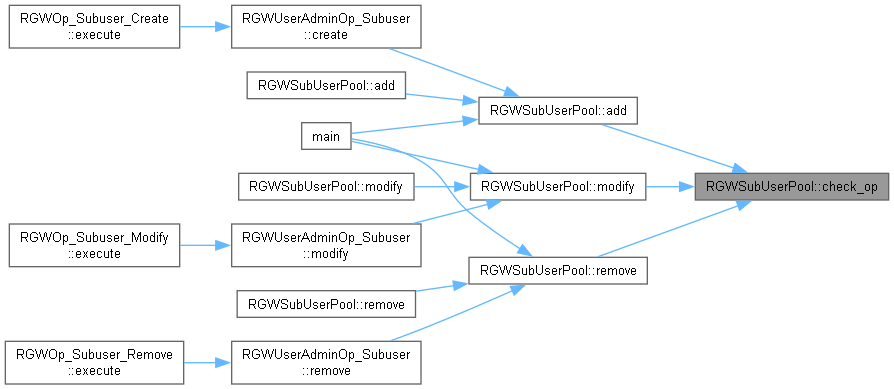 RGWOp_Subuser_Create
::execute
RGWUserAdminOp_Subuser
::create
RGWSubUserPool::add
RGWSubUserPool::add
main
RGWSubUserPool::modify
RGWSubUserPool::modify
RGWSubUserPool::check_op
RGWOp_Subuser_Modify
::execute
RGWUserAdminOp_Subuser
::modify
RGWSubUserPool::remove
RGWSubUserPool::remove
RGWOp_Subuser_Remove
::execute
RGWUserAdminOp_Subuser
::remove